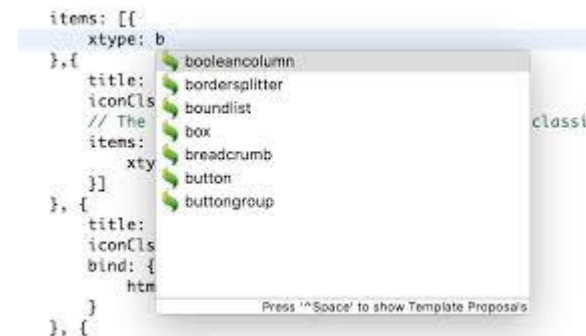 items: [{
xtype: b
booleancolumn
},{
bordersplitter
title:
boundlist
iconCls
box
// The
classi
breadcrumb
items:
button
xty
buttongroup
}]
}, {
title:
iconCls
bind: {
htm
Press '^Space' to show Template Proposals
}
}, {